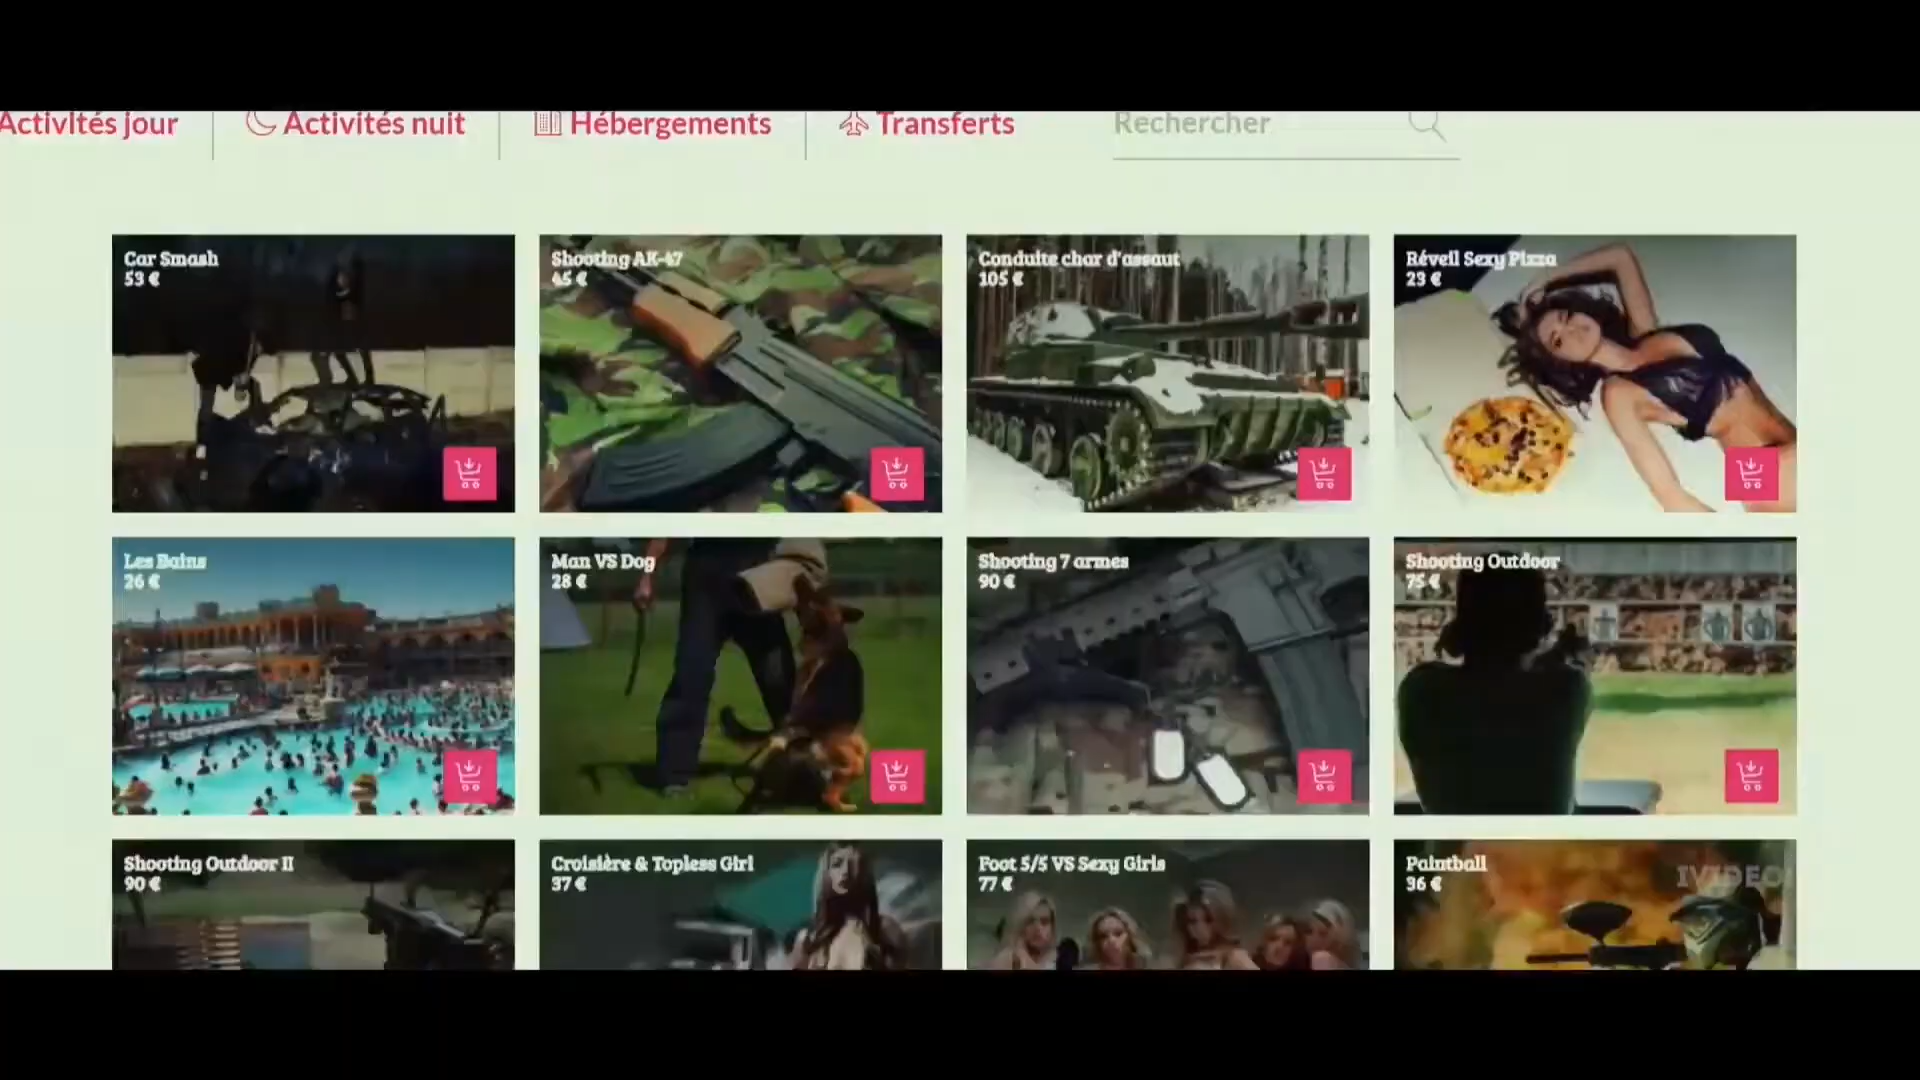 Activités jour
Activités nuit
Hébergements
Transferts
Rechercher
Car Smash
53 €
Shooting AK-47
45 €
Conduite char d'assaut
105 €
Réveil Sexy Pizza
23 €
Les Bains
26 €
Man VS Dog
28 €
Shooting 7 armes
90 €
Shooting Outdoor
75 €
Shooting Outdoor II
90 €
Croisière & Topless Girl
37 €
Foot 5/5 VS Sexy Girls
77 €
Paintball
36 €